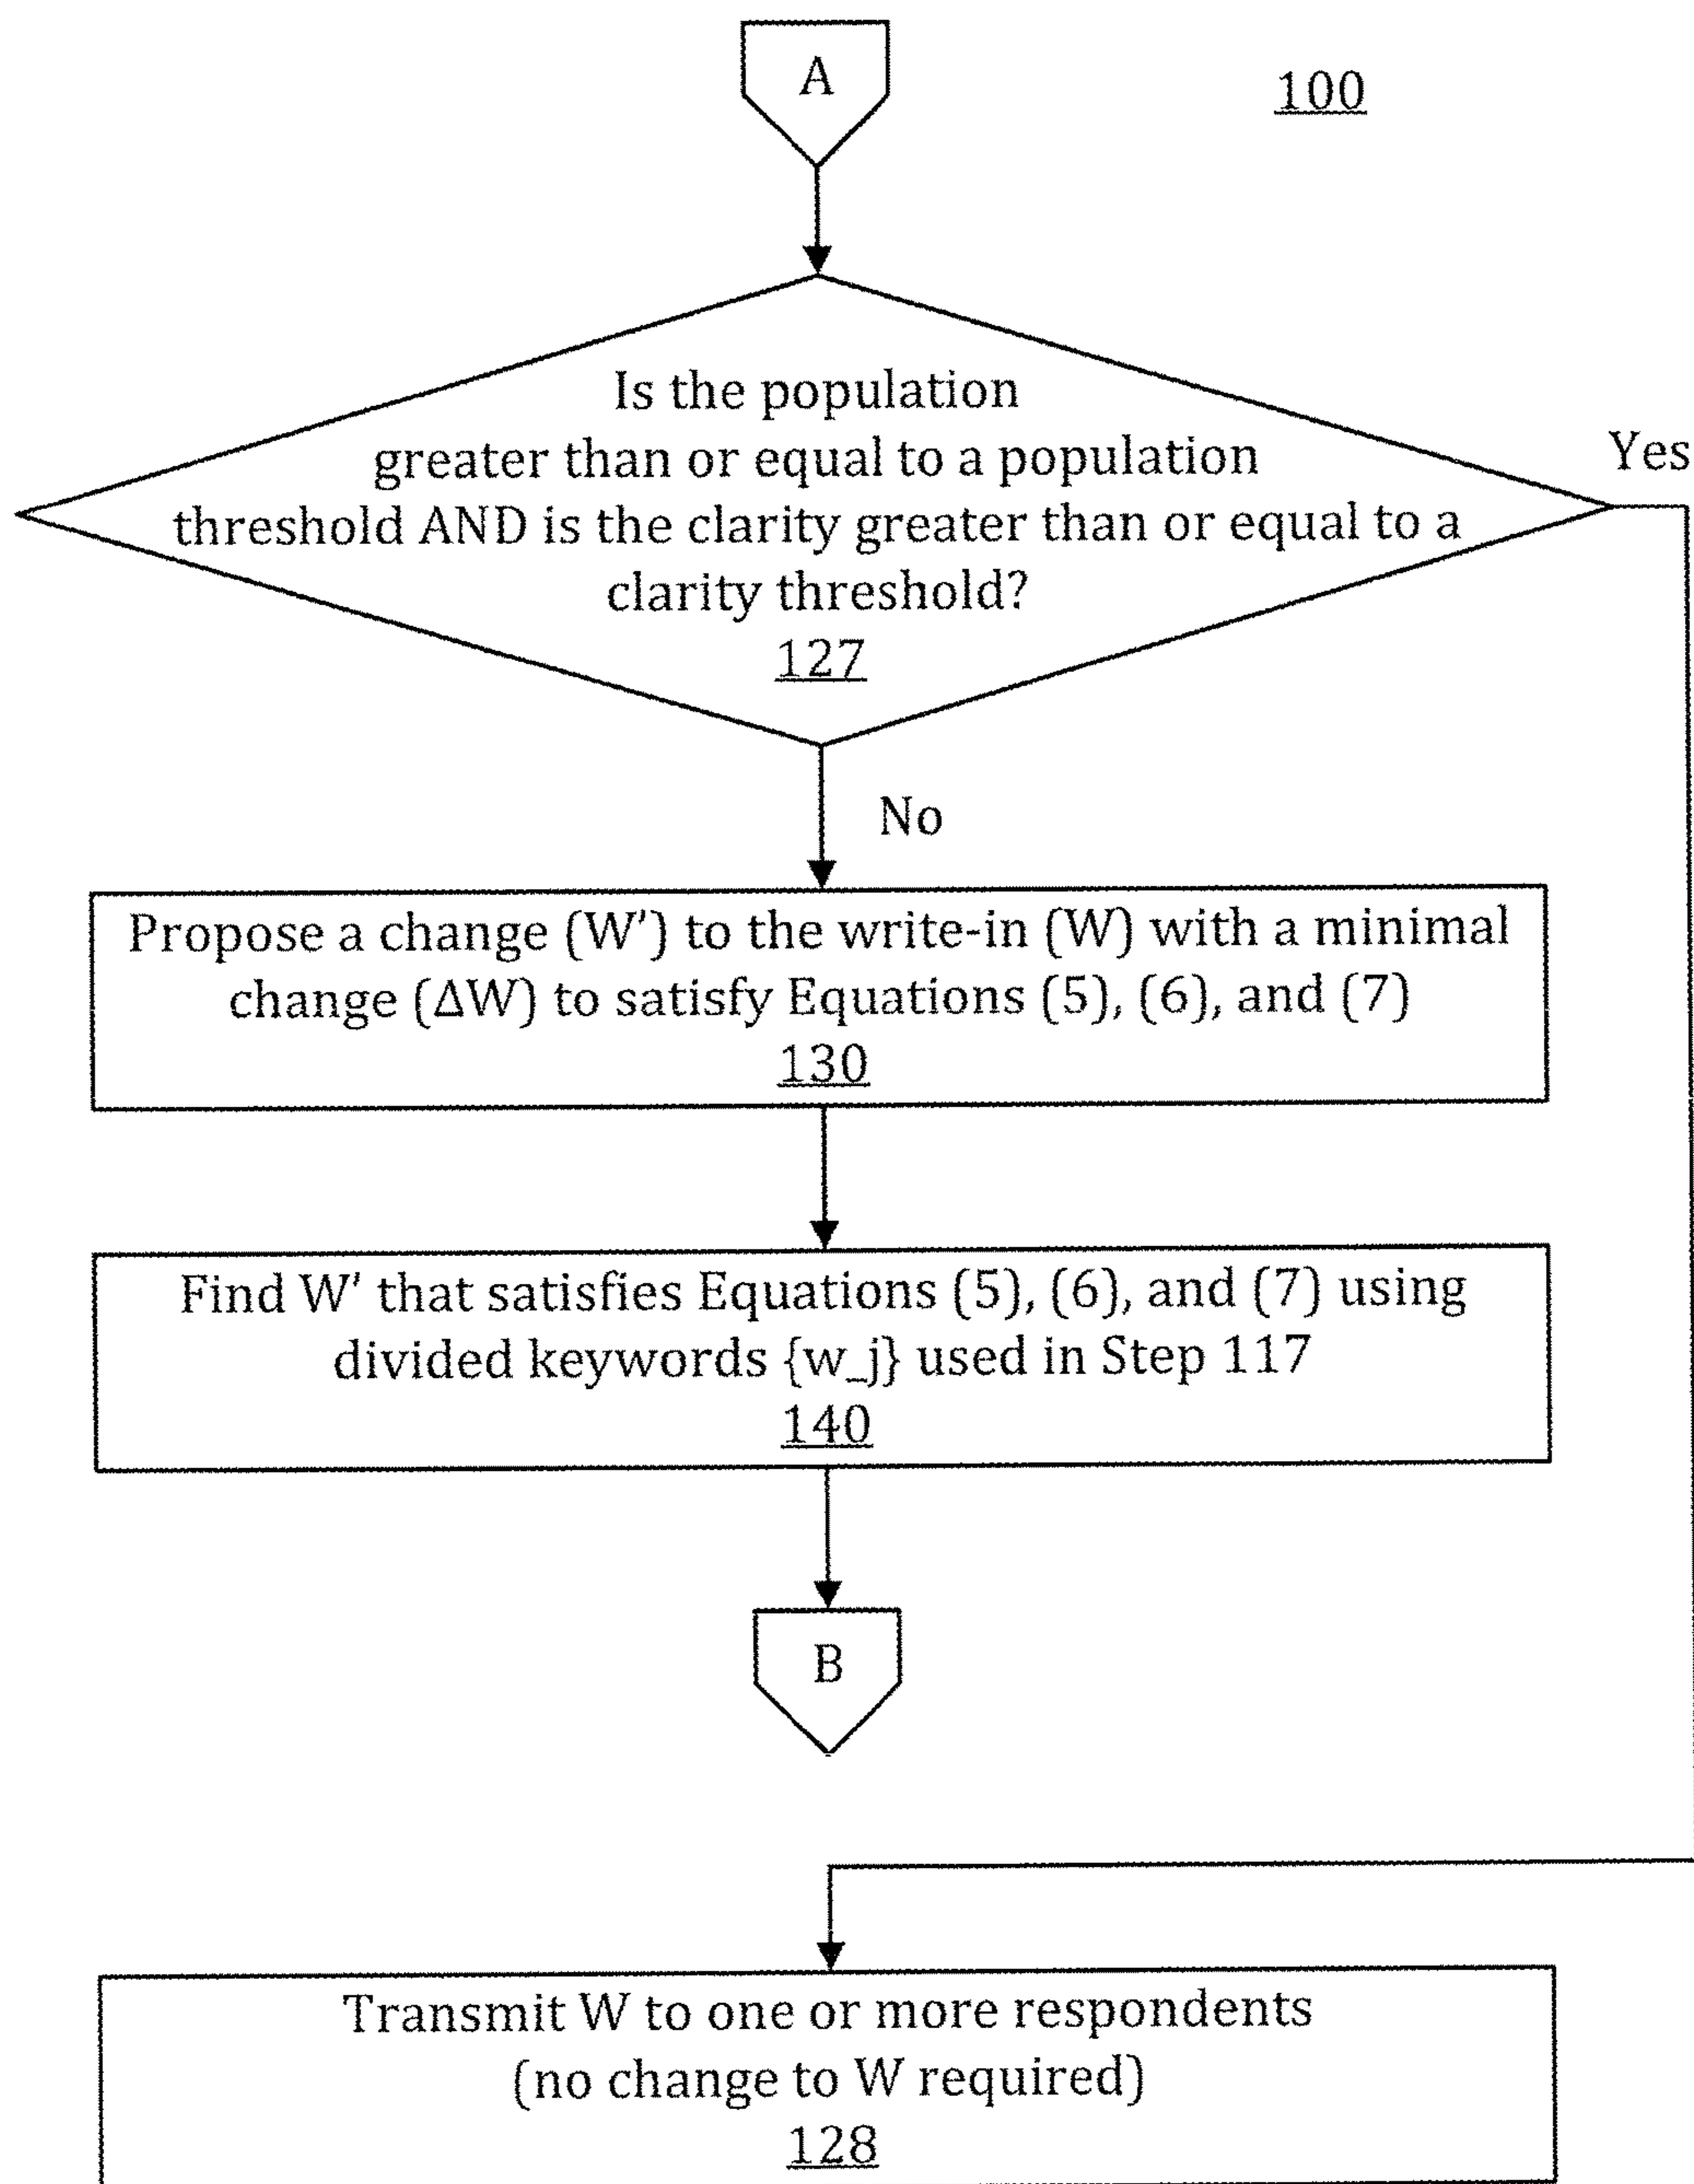 A
100
Is the population
greater than or equal to a population
threshold AND is the clarity greater than or equal to a
clarity threshold?
127
Yes
No
Propose a change (W') to the write-in (W) with a minimal
change (ΔW) to satisfy Equations (5), (6), and (7)
130
Find W' that satisfies Equations (5), (6), and (7) using
divided keywords {w_j} used in Step 117
140
B
Transmit W to one or more respondents
(no change to W required)
128